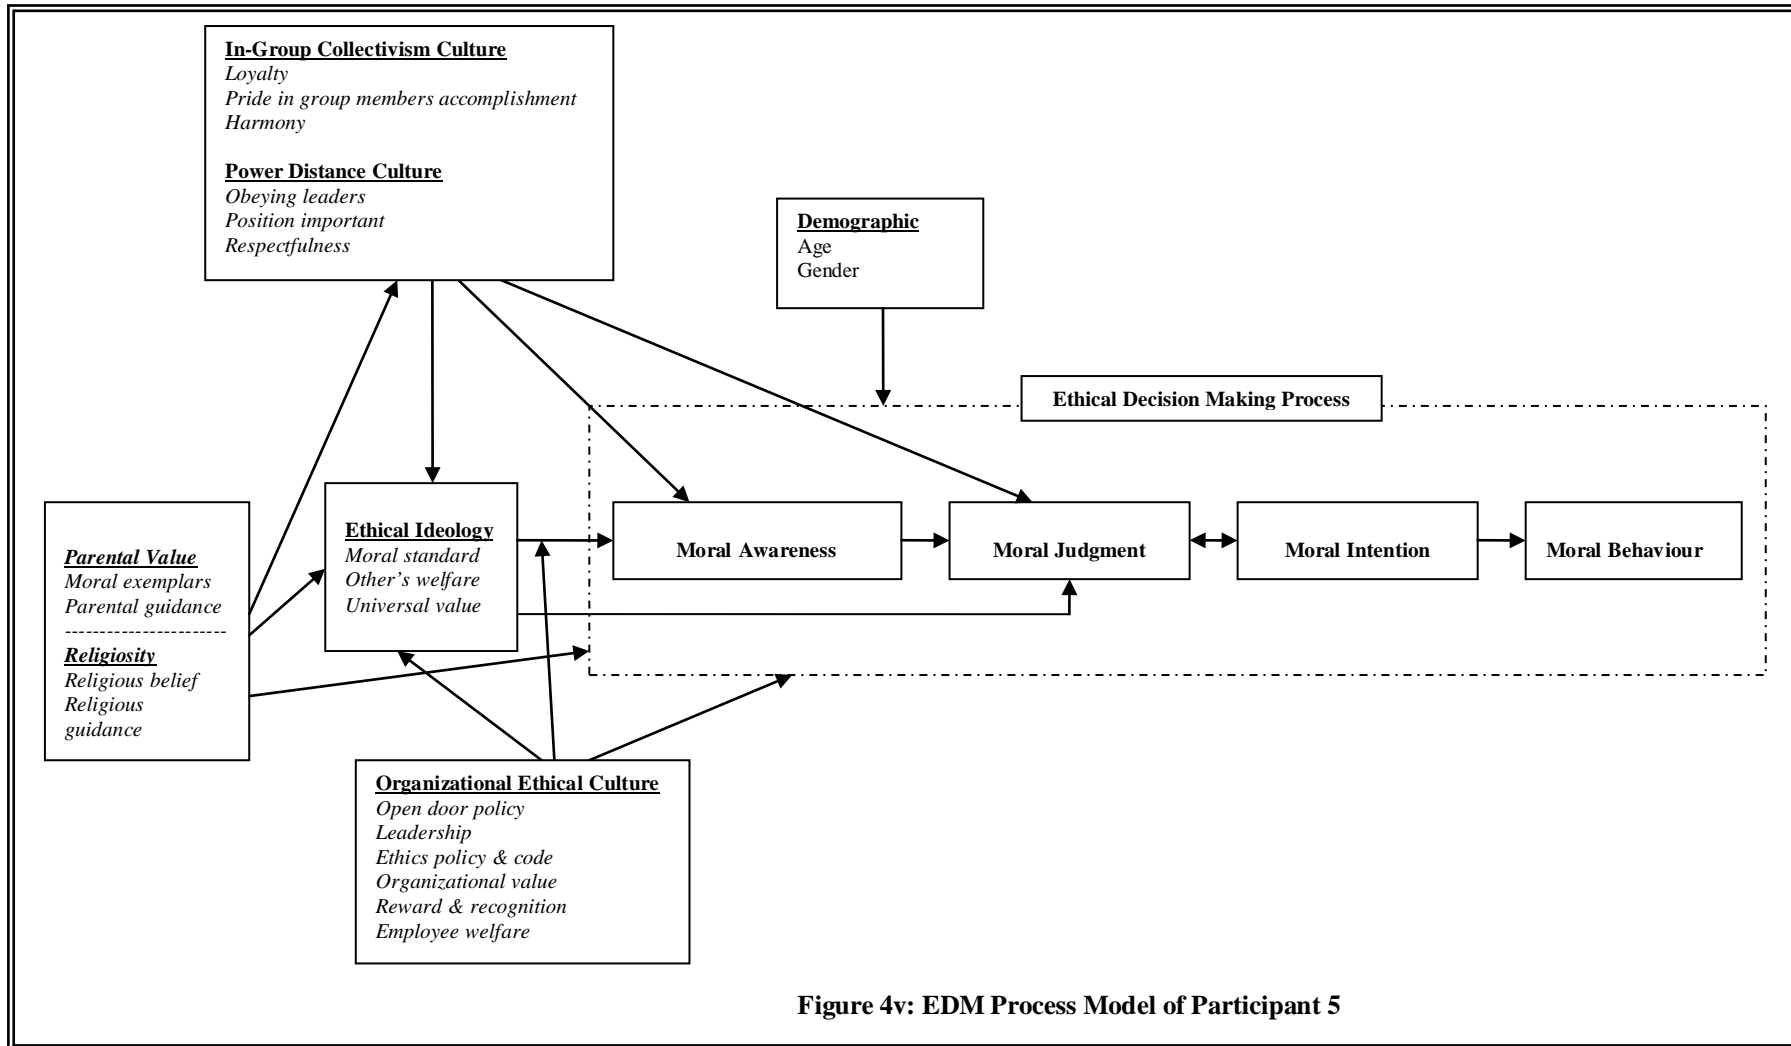 In-Group Collectivism Culture
Loyalty
Pride in group members accomplishment
Harmony
Power Distance Culture
Obeying leaders
Position important
Respectfulness
Demographic
Age
Gender
Ethical Decision Making Process
Parental Value
Moral exemplars
Parental guidance
-----------------------
Religiosity
Religious belief
Religious
guidance
Ethical Ideology
Moral standard
Other's welfare
Universal value
Moral Awareness
Moral Judgment
Moral Intention
Moral Behaviour
Organizational Ethical Culture
Open door policy
Leadership
Ethics policy & code
Organizational value
Reward & recognition
Employee welfare
Figure 4v: EDM Process Model of Participant 5